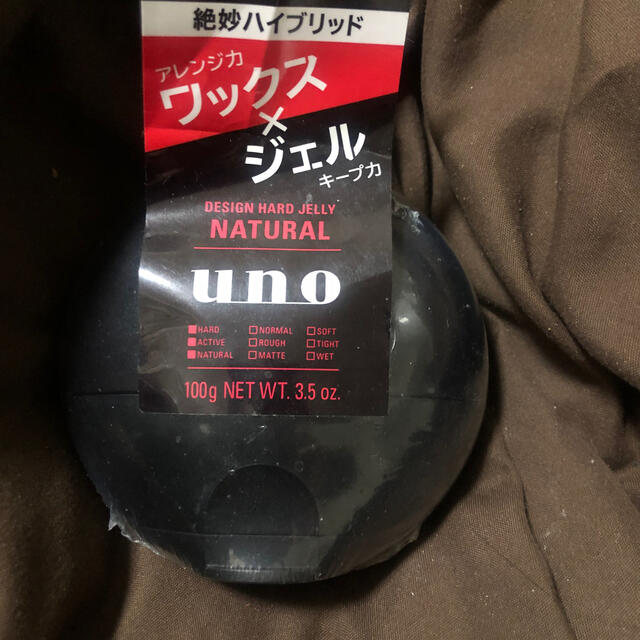 絶妙ハイブリッド
アレンジ力
ワックス
×
ジェル
キープ力
DESIGN HARD JELLY
NATURAL
uno
■HARD □NORMAL □SOFT
■ACTIVE □ROUGH □TIGHT
■NATURAL □MATTE □WET
100g NET WT. 3.5 oz.